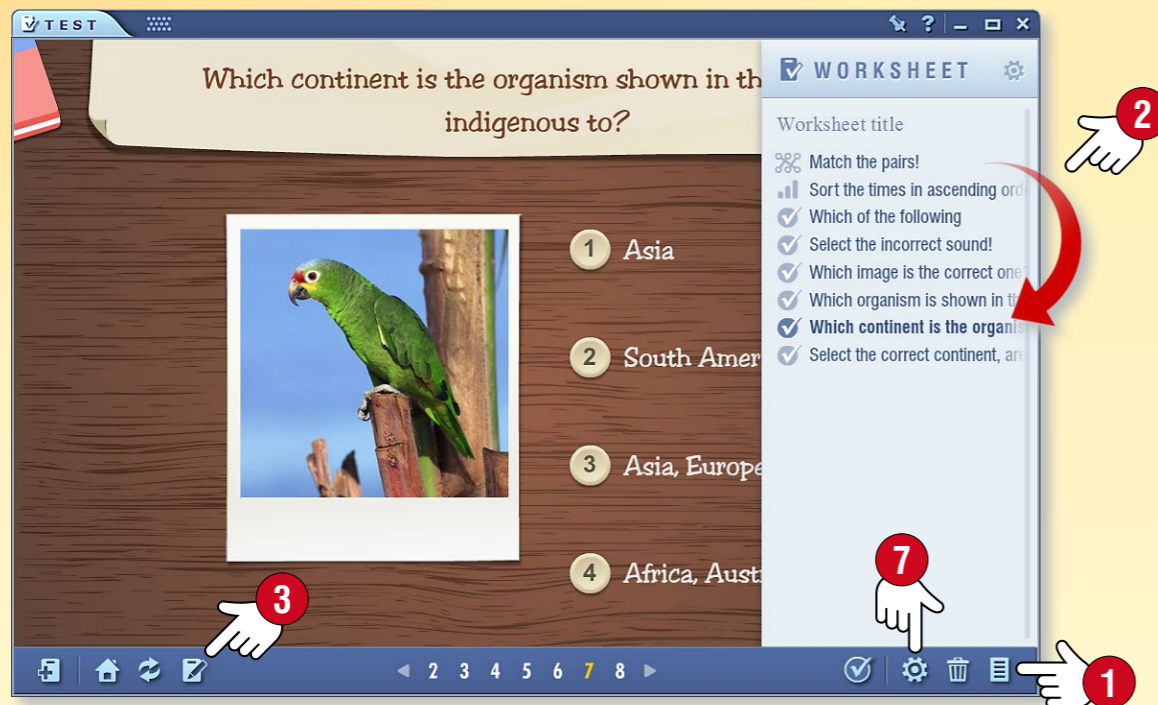 TEST
Which continent is the organism shown in th
indigenous to?
1 Asia
2 South Amer
3 Asia, Europe
4 Africa, Aust
WORKSHEET
Worksheet title
Match the pairs!
Sort the times in ascending orde
Which of the following
Select the incorrect sound!
Which image is the correct one?
Which organism is shown in th
Which continent is the organis
Select the correct continent, are
2
3
7
1
2 3 4 5 6 7 8